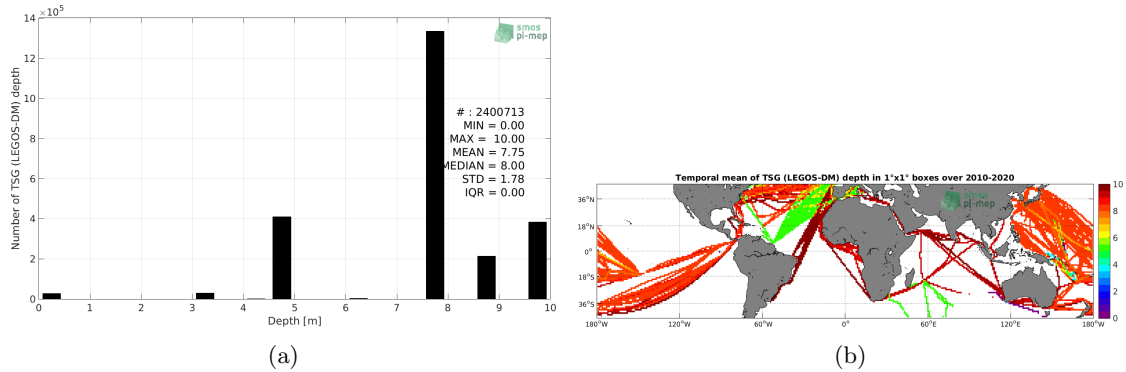 ×10⁵
14
12
10
8
6
4
2
0
Number of TSG (LEGOS-DM) depth
smos
pi-mep
# : 2400713
MIN = 0.00
MAX = 10.00
MEAN = 7.75
MEDIAN = 8.00
STD = 1.78
IQR = 0.00
0 1 2 3 4 5 6 7 8 9 10
Depth [m]
(a)
Temporal mean of TSG (LEGOS-DM) depth in 1°x1° boxes over 2010-2020
smos
pi-mep
36°N
18°N
0°
18°S
36°S
180°W 120°W 60°W 0° 60°E 120°E 180°W
10
8
6
4
2
0
(b)